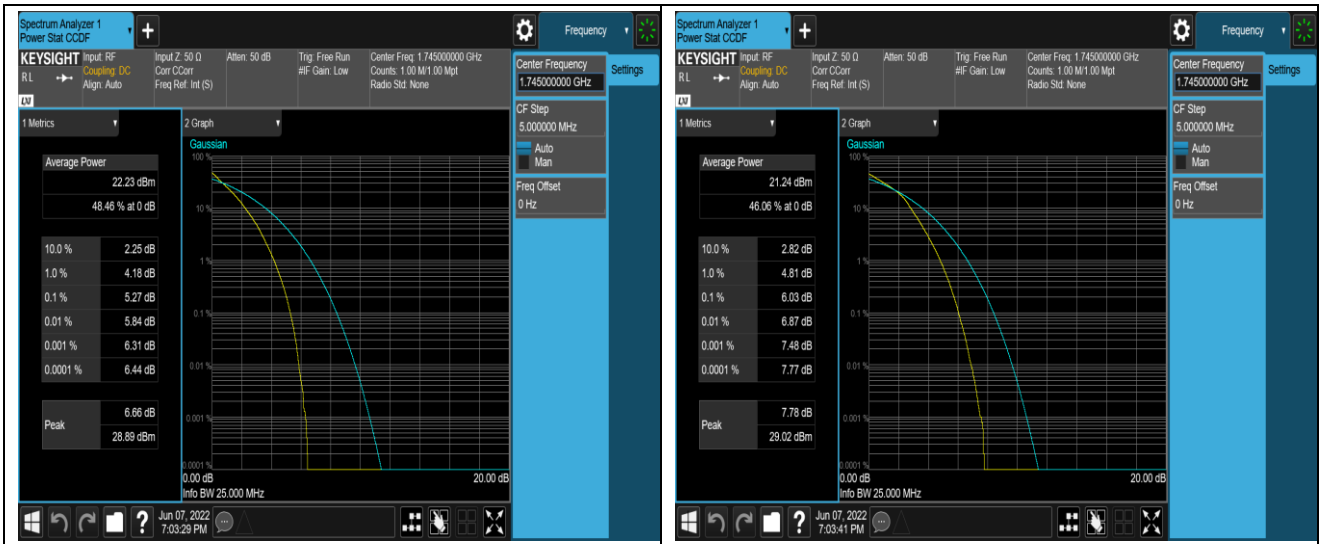 Spectrum Analyzer 1
Power Stat CCDF
Frequency
KEYSIGHT
RL
LXI
Input: RF
Coupling: DC
Align: Auto
Input Z: 50 Ω
Corr CCorr
Freq Ref: Int (S)
Atten: 50 dB
Trig: Free Run
#IF Gain: Low
Center Freq: 1.745000000 GHz
Counts: 1.00 M/1.00 Mpt
Radio Std: None
Center Frequency
1.745000000 GHz
Settings
CF Step
5.000000 MHz
Auto
Man
Freq Offset
0 Hz
1 Metrics
2 Graph
Average Power
22.23 dBm
48.46 % at 0 dB
10.0 % 2.25 dB
1.0 % 4.18 dB
0.1 % 5.27 dB
0.01 % 5.84 dB
0.001 % 6.31 dB
0.0001 % 6.44 dB
Peak
6.66 dB
28.89 dBm
Gaussian
100 %
10 %
1 %
0.1 %
0.01 %
0.001 %
0.0001 %
0.00 dB
20.00 dB
Info BW 25.000 MHz
?
Jun 07, 2022
7:03:29 PM
Spectrum Analyzer 1
Power Stat CCDF
Frequency
KEYSIGHT
RL
LXI
Input: RF
Coupling: DC
Align: Auto
Input Z: 50 Ω
Corr CCorr
Freq Ref: Int (S)
Atten: 50 dB
Trig: Free Run
#IF Gain: Low
Center Freq: 1.745000000 GHz
Counts: 1.00 M/1.00 Mpt
Radio Std: None
Center Frequency
1.745000000 GHz
Settings
CF Step
5.000000 MHz
Auto
Man
Freq Offset
0 Hz
1 Metrics
2 Graph
Average Power
21.24 dBm
46.06 % at 0 dB
10.0 % 2.82 dB
1.0 % 4.81 dB
0.1 % 6.03 dB
0.01 % 6.87 dB
0.001 % 7.48 dB
0.0001 % 7.77 dB
Peak
7.78 dB
29.02 dBm
Gaussian
100 %
10 %
1 %
0.1 %
0.01 %
0.001 %
0.0001 %
0.00 dB
20.00 dB
Info BW 25.000 MHz
?
Jun 07, 2022
7:03:41 PM